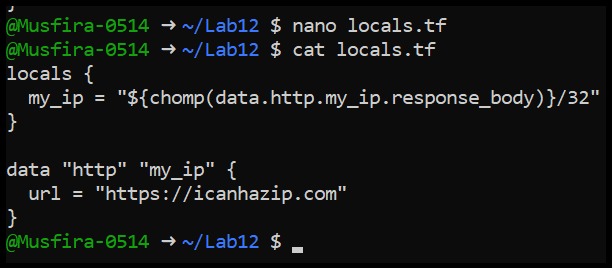 }
@Musfira-0514 ➜ ~/Lab12 $ nano locals.tf
@Musfira-0514 ➜ ~/Lab12 $ cat locals.tf
locals {
  my_ip = "${chomp(data.http.my_ip.response_body)}/32"
}

data "http" "my_ip" {
  url = "https://icanhazip.com"
}
@Musfira-0514 ➜ ~/Lab12 $